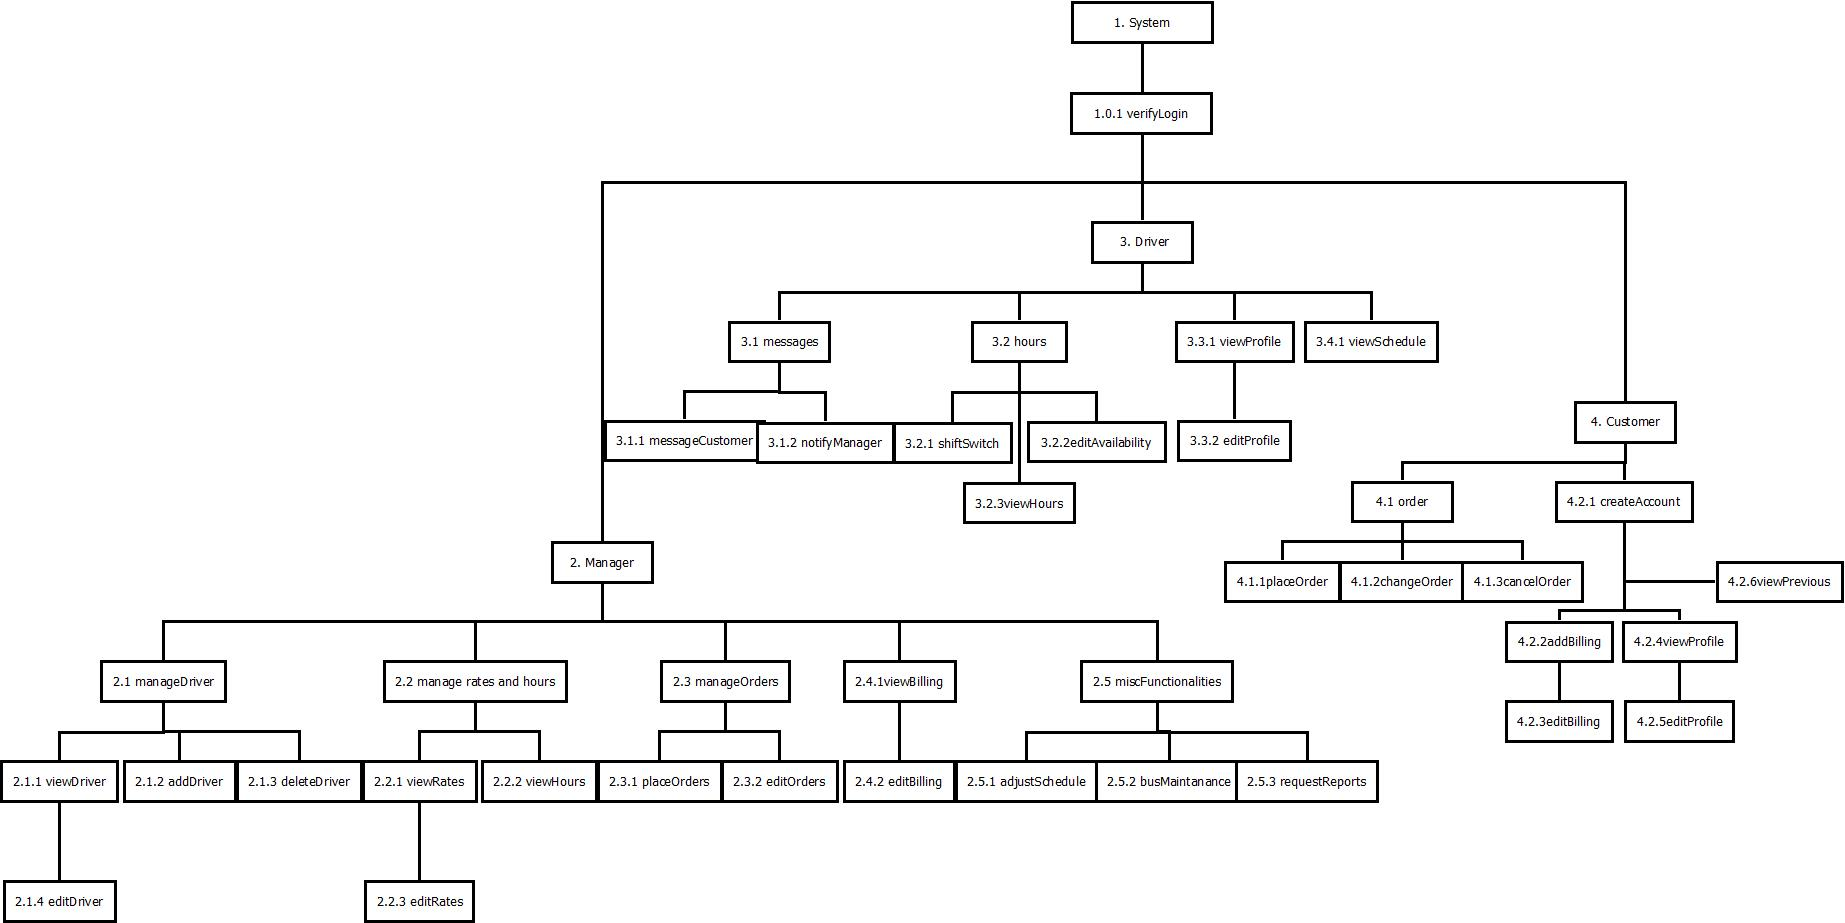 1. System
1.0.1 verifyLogin
3. Driver
3.1 messages
3.2 hours
3.3.1 viewProfile
3.4.1 viewSchedule
4. Customer
3.1.1 messageCustomer
3.1.2 notifyManager
3.2.1 shiftSwitch
3.2.2editAvailability
3.3.2 editProfile
3.2.3viewHours
4.1 order
4.2.1 createAccount
2. Manager
4.1.1placeOrder
4.1.2changeOrder
4.1.3cancelOrder
4.2.6viewPrevious
4.2.2addBilling
4.2.4viewProfile
2.1 manageDriver
2.2 manage rates and hours
2.3 manageOrders
2.4.1viewBilling
2.5 miscFunctionalities
4.2.3editBilling
4.2.5editProfile
2.1.1 viewDriver
2.1.2 addDriver
2.1.3 deleteDriver
2.2.1 viewRates
2.2.2 viewHours
2.3.1 placeOrders
2.3.2 editOrders
2.4.2 editBilling
2.5.1 adjustSchedule
2.5.2 busMaintanance
2.5.3 requestReports
2.1.4 editDriver
2.2.3 editRates